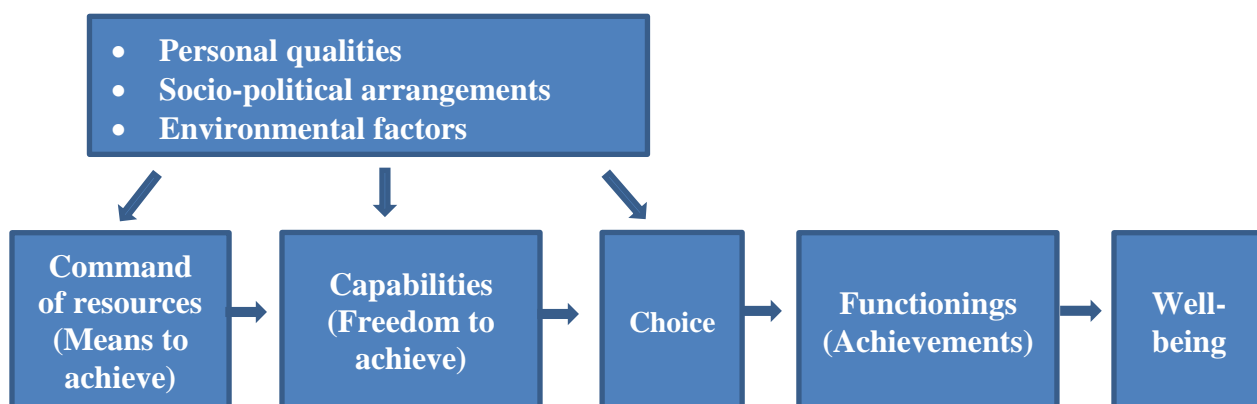 • Personal qualities
• Socio-political arrangements
• Environmental factors
Command
of resources
(Means to
achieve)
Capabilities
(Freedom to
achieve)
Choice
Functionings
(Achievements)
Well-
being